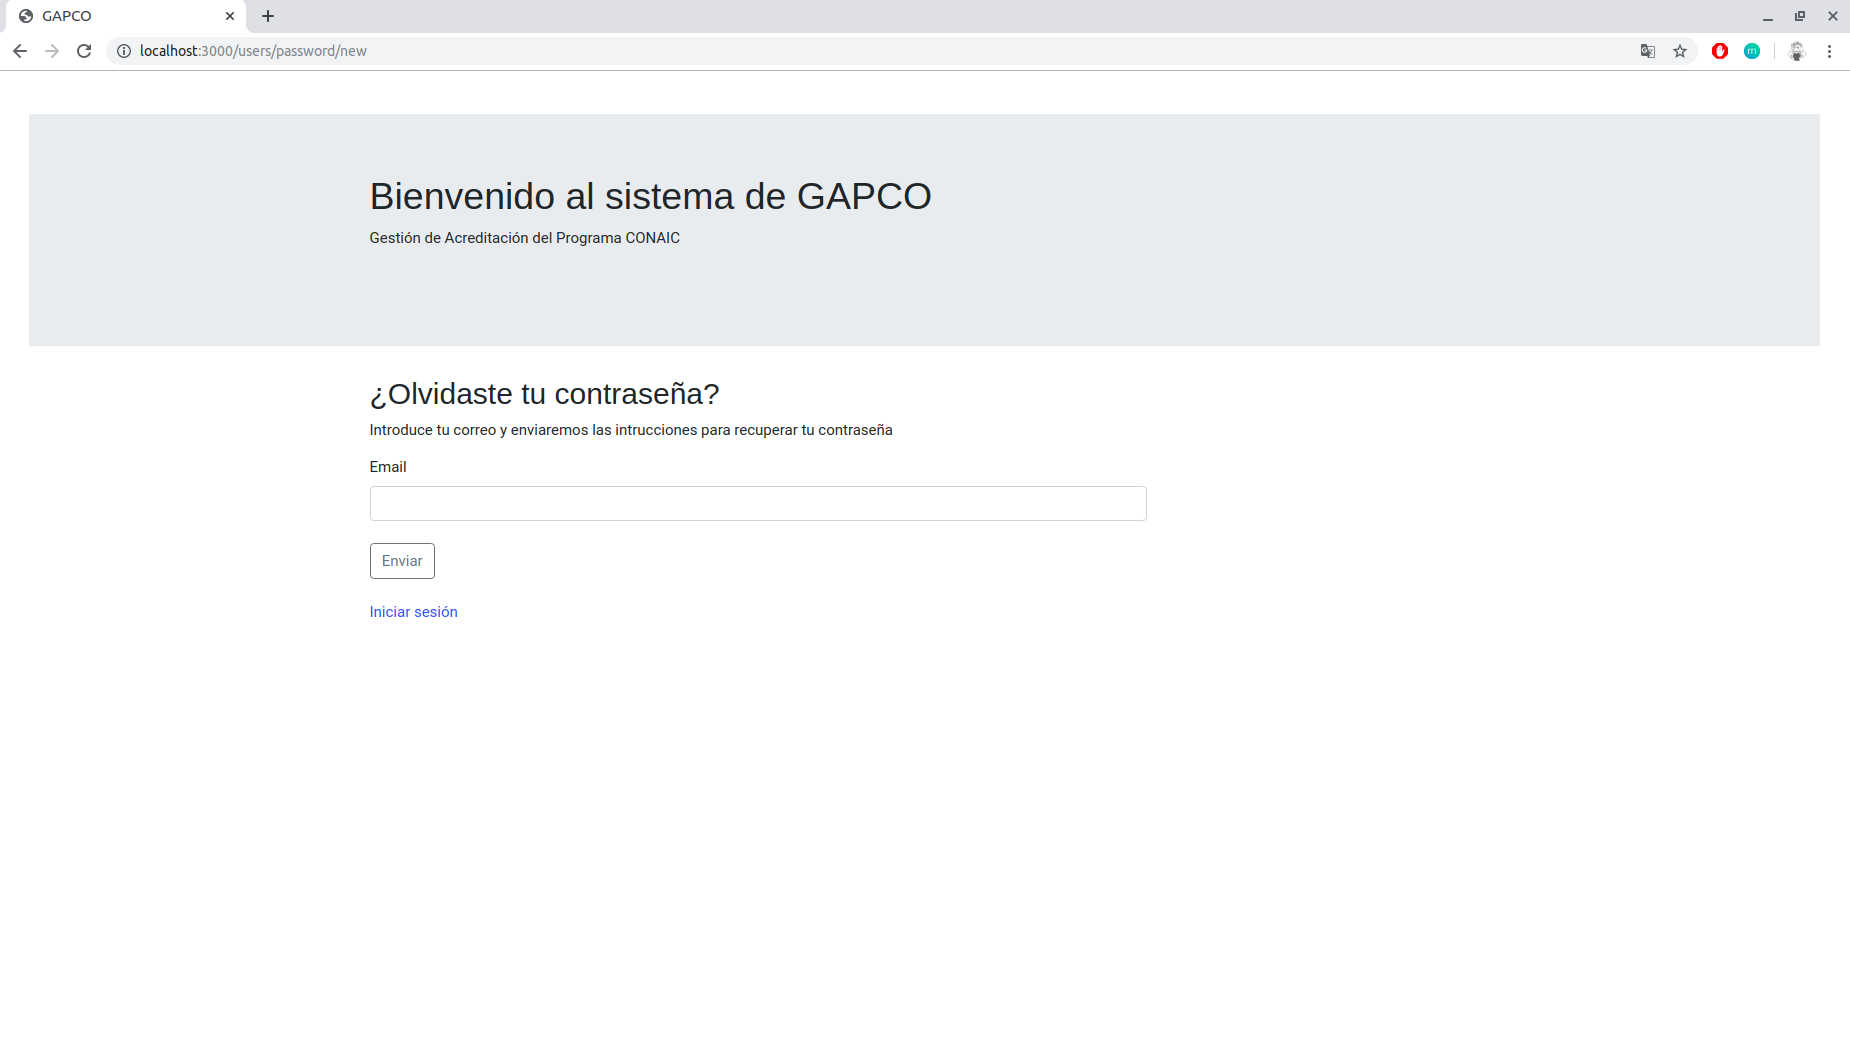 GAPCO
localhost:3000/users/password/new
Bienvenido al sistema de GAPCO
Gestión de Acreditación del Programa CONAIC
¿Olvidaste tu contraseña?
Introduce tu correo y enviaremos las intrucciones para recuperar tu contraseña
Email
Enviar
Iniciar sesión